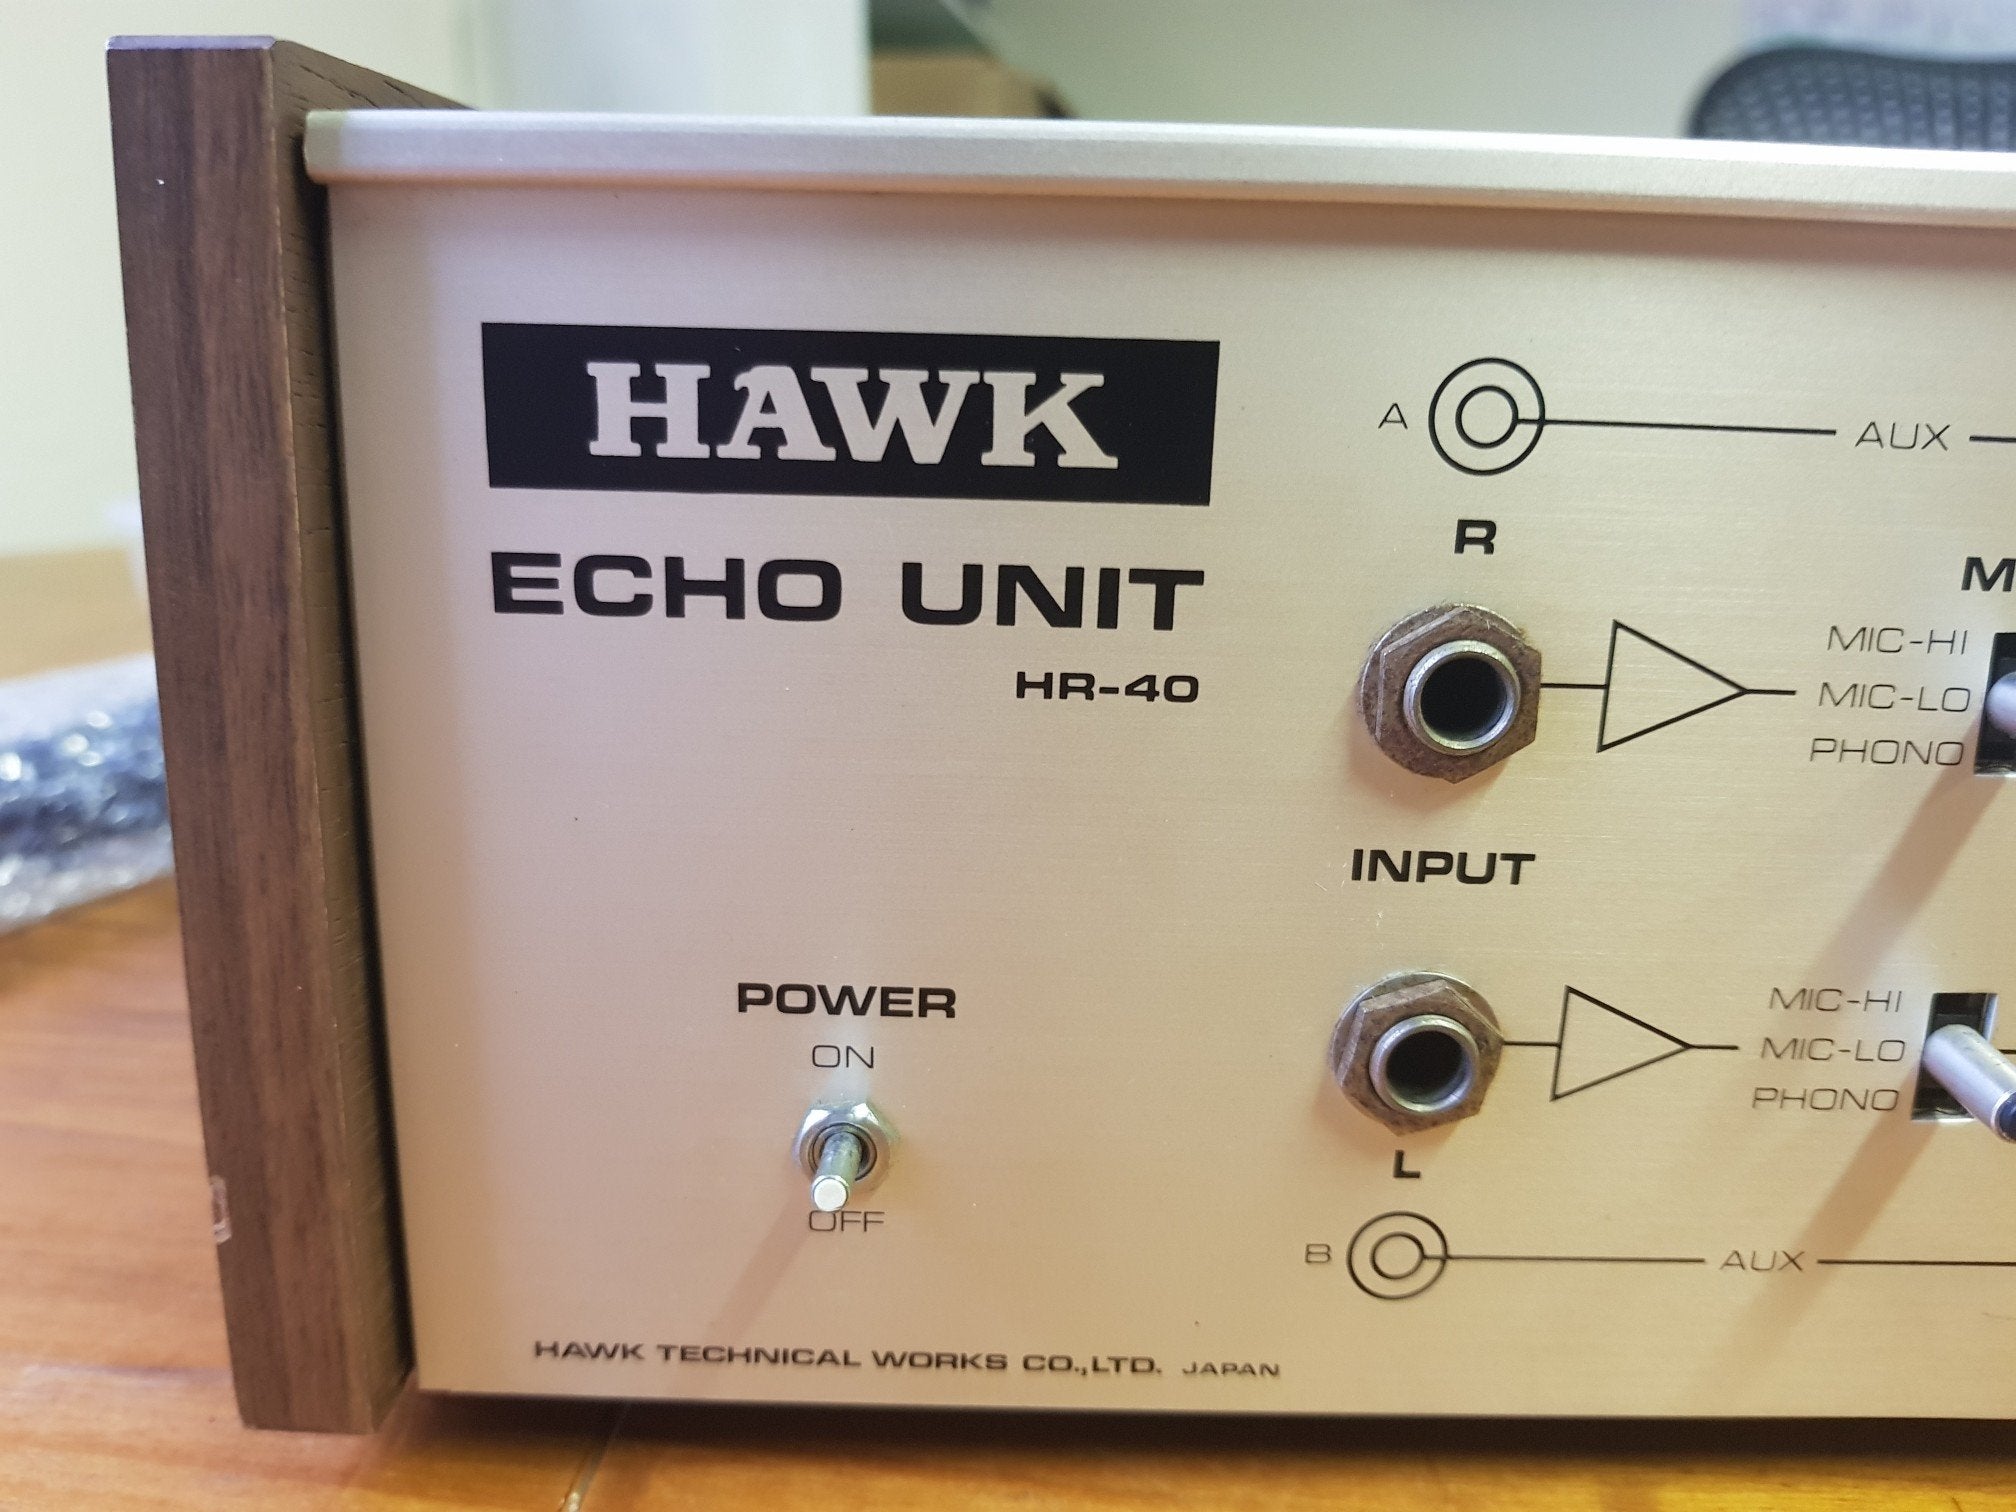 HAWK
ECHO UNIT
HR-40
POWER
ON
OFF
HAWK TECHNICAL WORKS CO.,LTD. JAPAN
A AUX
R
MIC-HI
MIC-LO
PHONO
INPUT
MIC-HI
MIC-LO
PHONO
L
B AUX